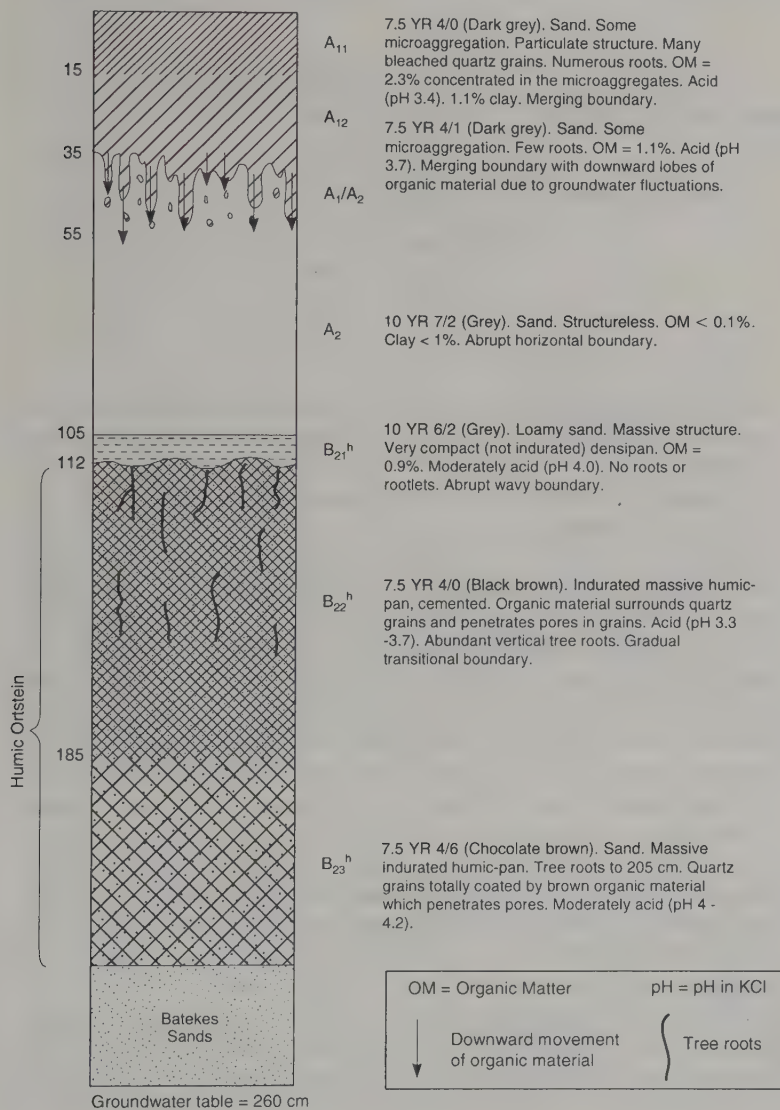 A11
7.5 YR 4/0 (Dark grey). Sand. Some
microaggregation. Particulate structure. Many
bleached quartz grains. Numerous roots. OM =
2.3% concentrated in the microaggregates. Acid
(pH 3.4). 1.1% clay. Merging boundary.
15
A12
7.5 YR 4/1 (Dark grey). Sand. Some
microaggregation. Few roots. OM = 1.1%. Acid (pH
3.7). Merging boundary with downward lobes of
organic material due to groundwater fluctuations.
35
A1/A2
55
A2
10 YR 7/2 (Grey). Sand. Structureless. OM < 0.1%.
Clay < 1%. Abrupt horizontal boundary.
105
B21h
10 YR 6/2 (Grey). Loamy sand. Massive structure.
Very compact (not indurated) densipan. OM =
0.9%. Moderately acid (pH 4.0). No roots or
rootlets. Abrupt wavy boundary.
112
B22h
7.5 YR 4/0 (Black brown). Indurated massive humic-
pan, cemented. Organic material surrounds quartz
grains and penetrates pores in grains. Acid (pH 3.3
-3.7). Abundant vertical tree roots. Gradual
transitional boundary.
Humic Ortstein
185
B23h
7.5 YR 4/6 (Chocolate brown). Sand. Massive
indurated humic-pan. Tree roots to 205 cm. Quartz
grains totally coated by brown organic material
which penetrates pores. Moderately acid (pH 4 -
4.2).
Batekes
Sands
Groundwater table = 260 cm
OM = Organic Matter
pH = pH in KCl
Downward movement
of organic material
Tree roots